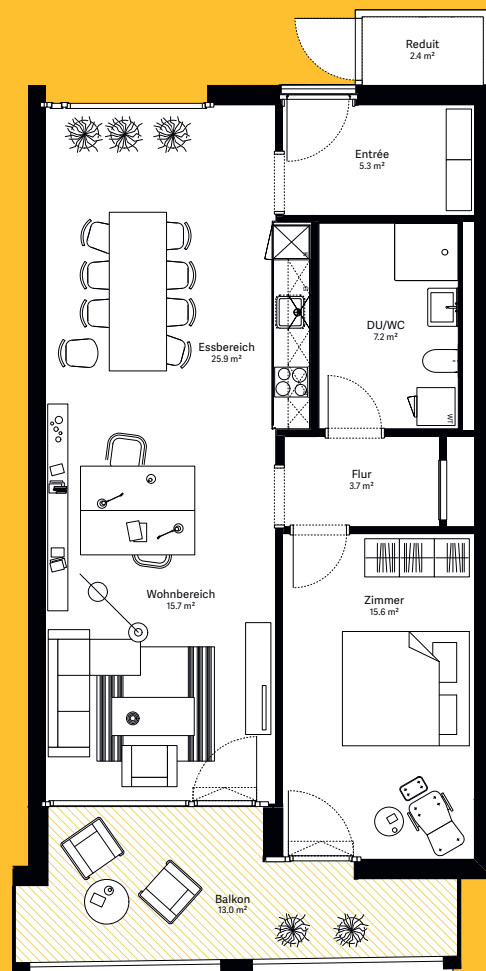 Reduit
2.4 m²
Entrée
5.3 m²
Essbereich
25.9 m²
DU/WC
7.2 m²
WT
Flur
3.7 m²
Wohnbereich
15.7 m²
Zimmer
15.6 m²
Balkon
13.0 m²